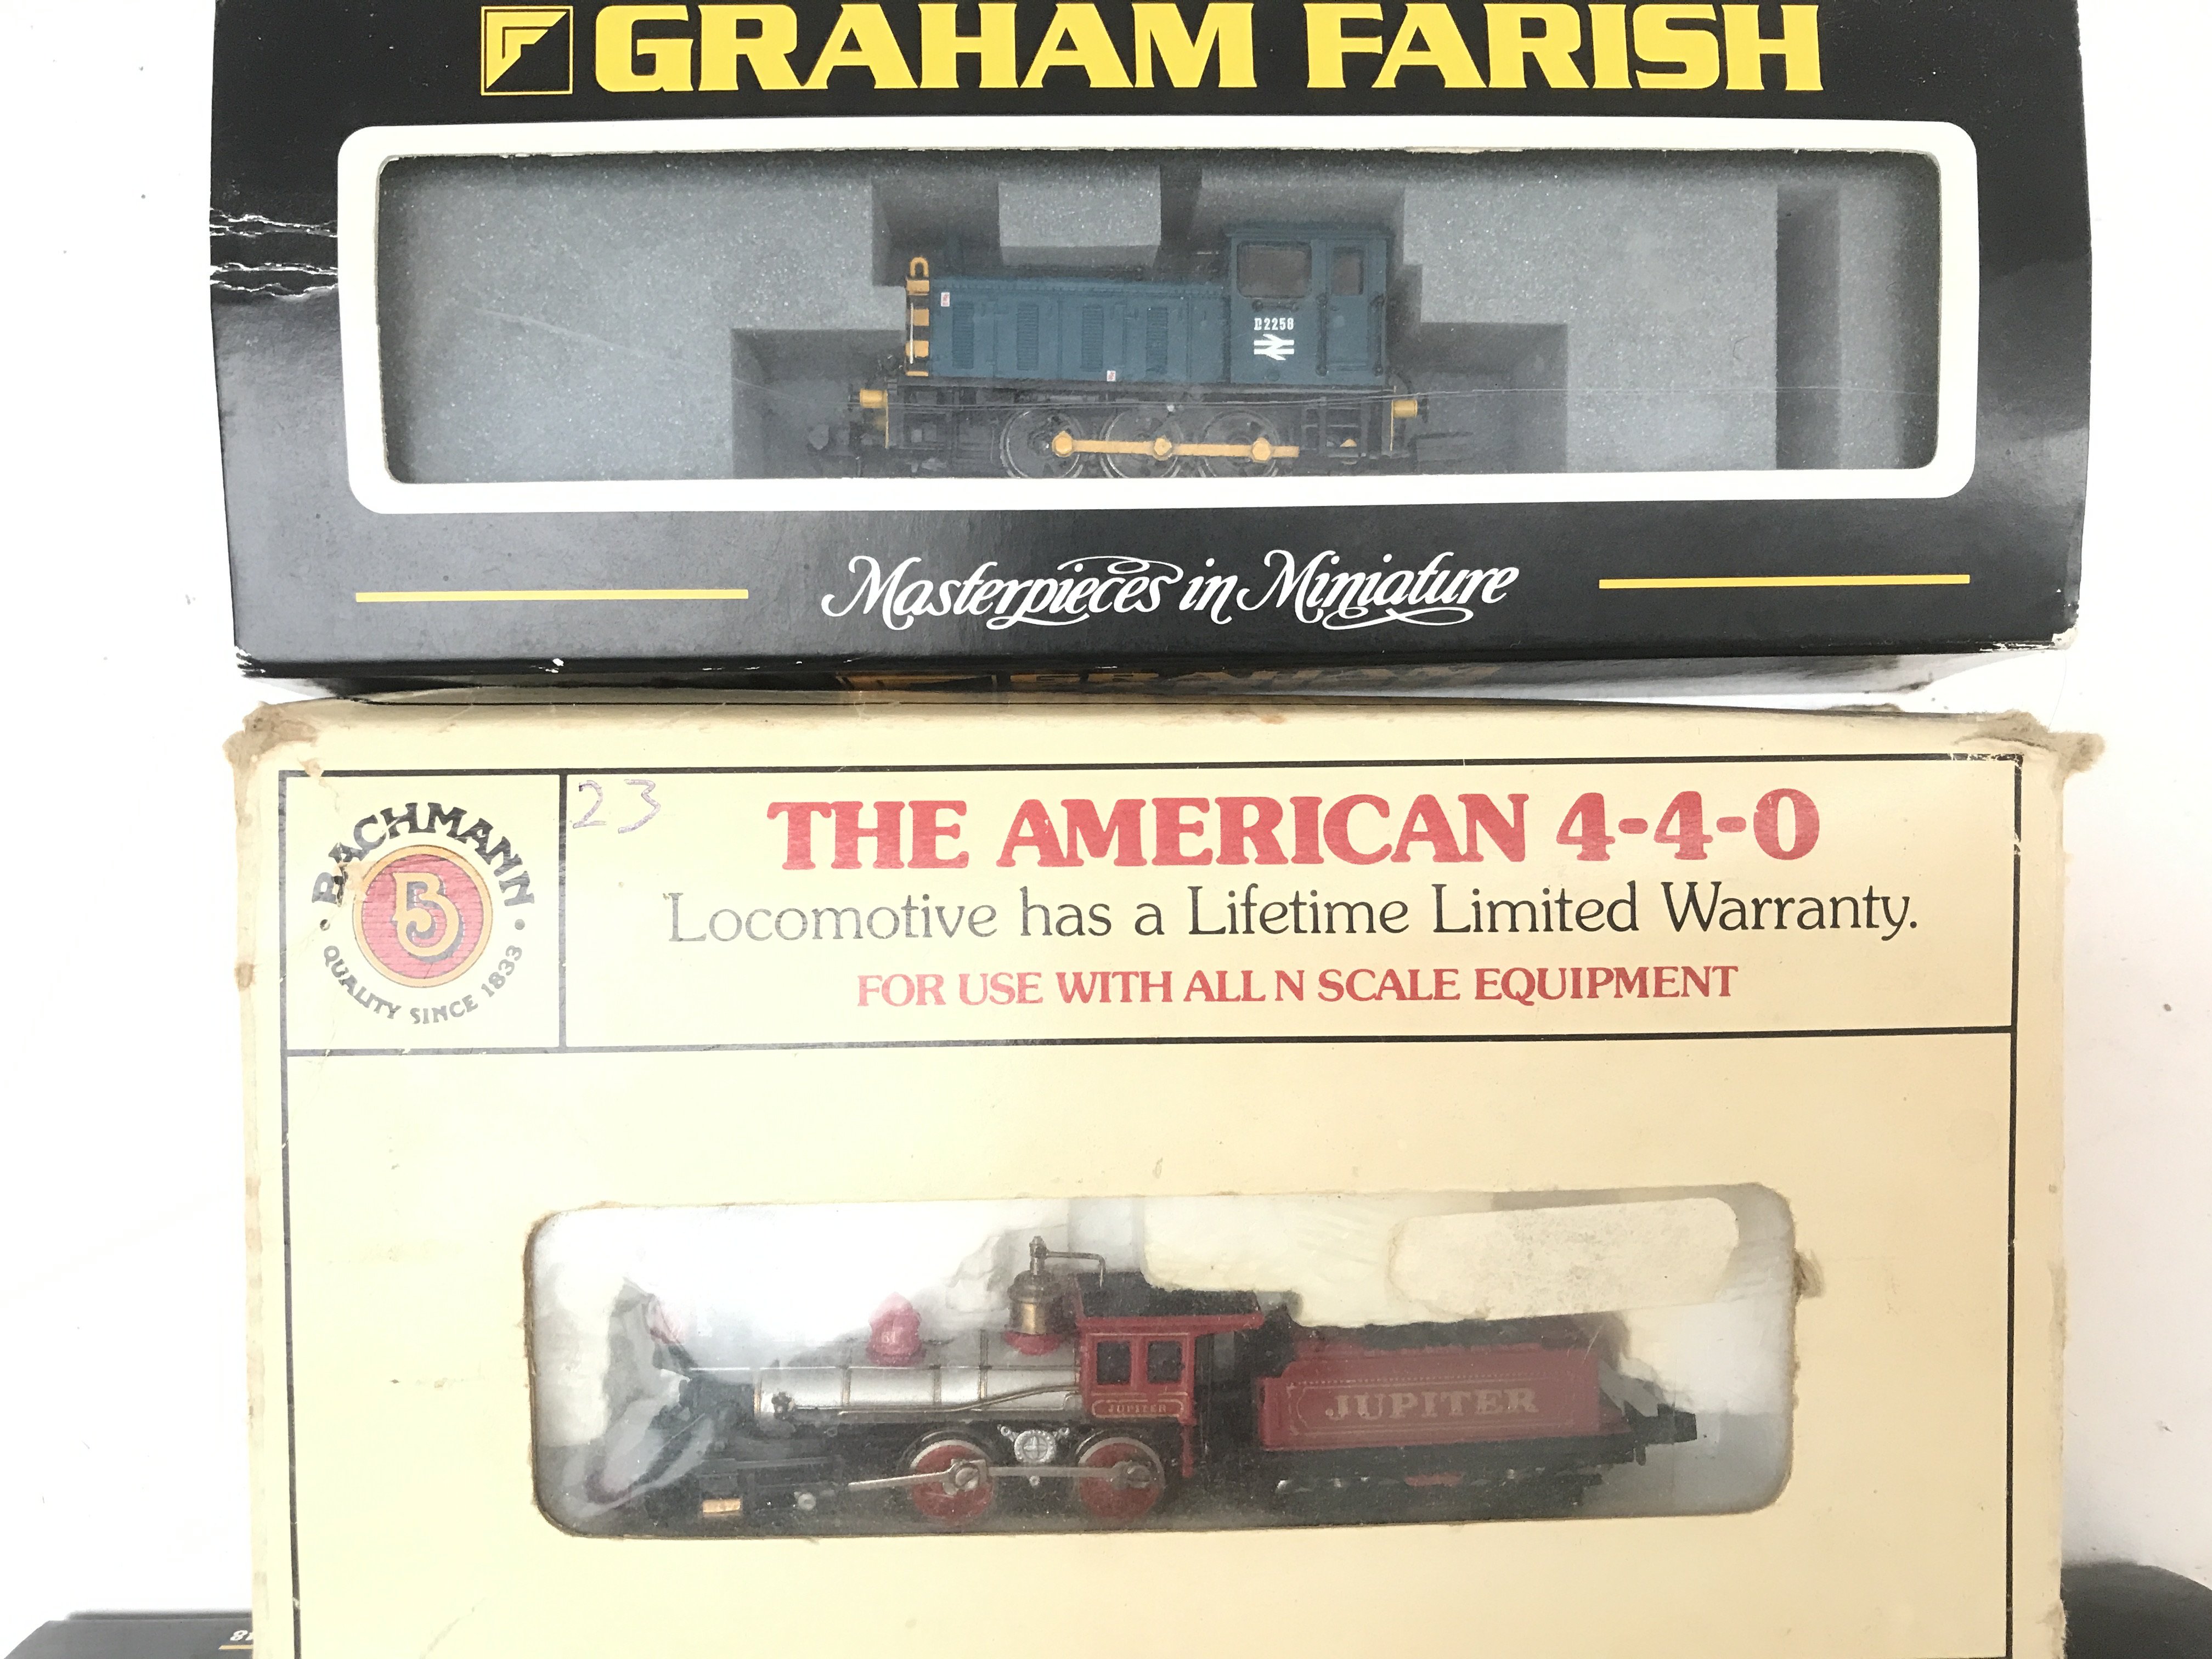 GRAHAM FARISH
D2258
Masterpieces in Miniature
BACHMANN
B
QUALITY SINCE 1833
23
THE AMERICAN 4-4-0
Locomotive has a Lifetime Limited Warranty.
FOR USE WITH ALL N SCALE EQUIPMENT
JUPITER
JUPITER